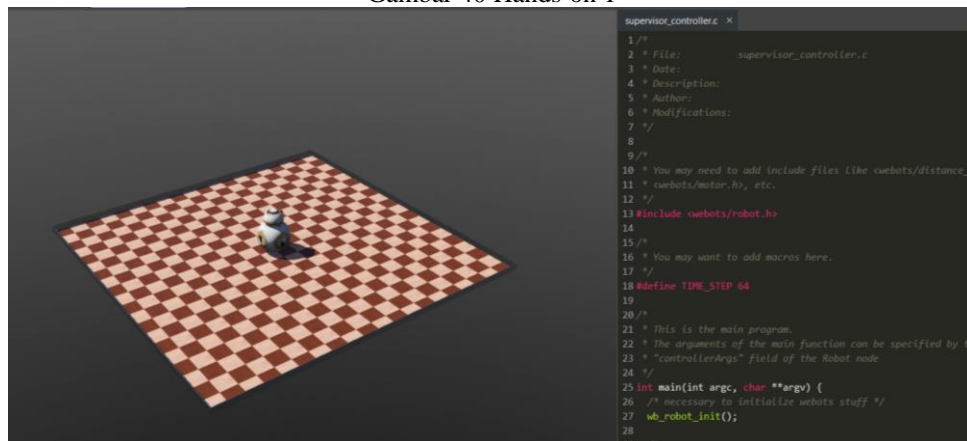 Gambar 40 Hands-on 1
supervisor_controller.c ×
1 /*
2 * File: supervisor_controller.c
3 * Date:
4 * Description:
5 * Author:
6 * Modifications:
7 */
8
9 /*
10 * You may need to add include files like <webots/distance_
11 * <webots/motor.h>, etc.
12 */
13 #include <webots/robot.h>
14
15 /*
16 * You may want to add macros here.
17 */
18 #define TIME_STEP 64
19
20 /*
21 * This is the main program.
22 * The arguments of the main function can be specified by t
23 * "controllerArgs" field of the Robot node
24 */
25 int main(int argc, char **argv) {
26 /* necessary to initialize webots stuff */
27 wb_robot_init();
28